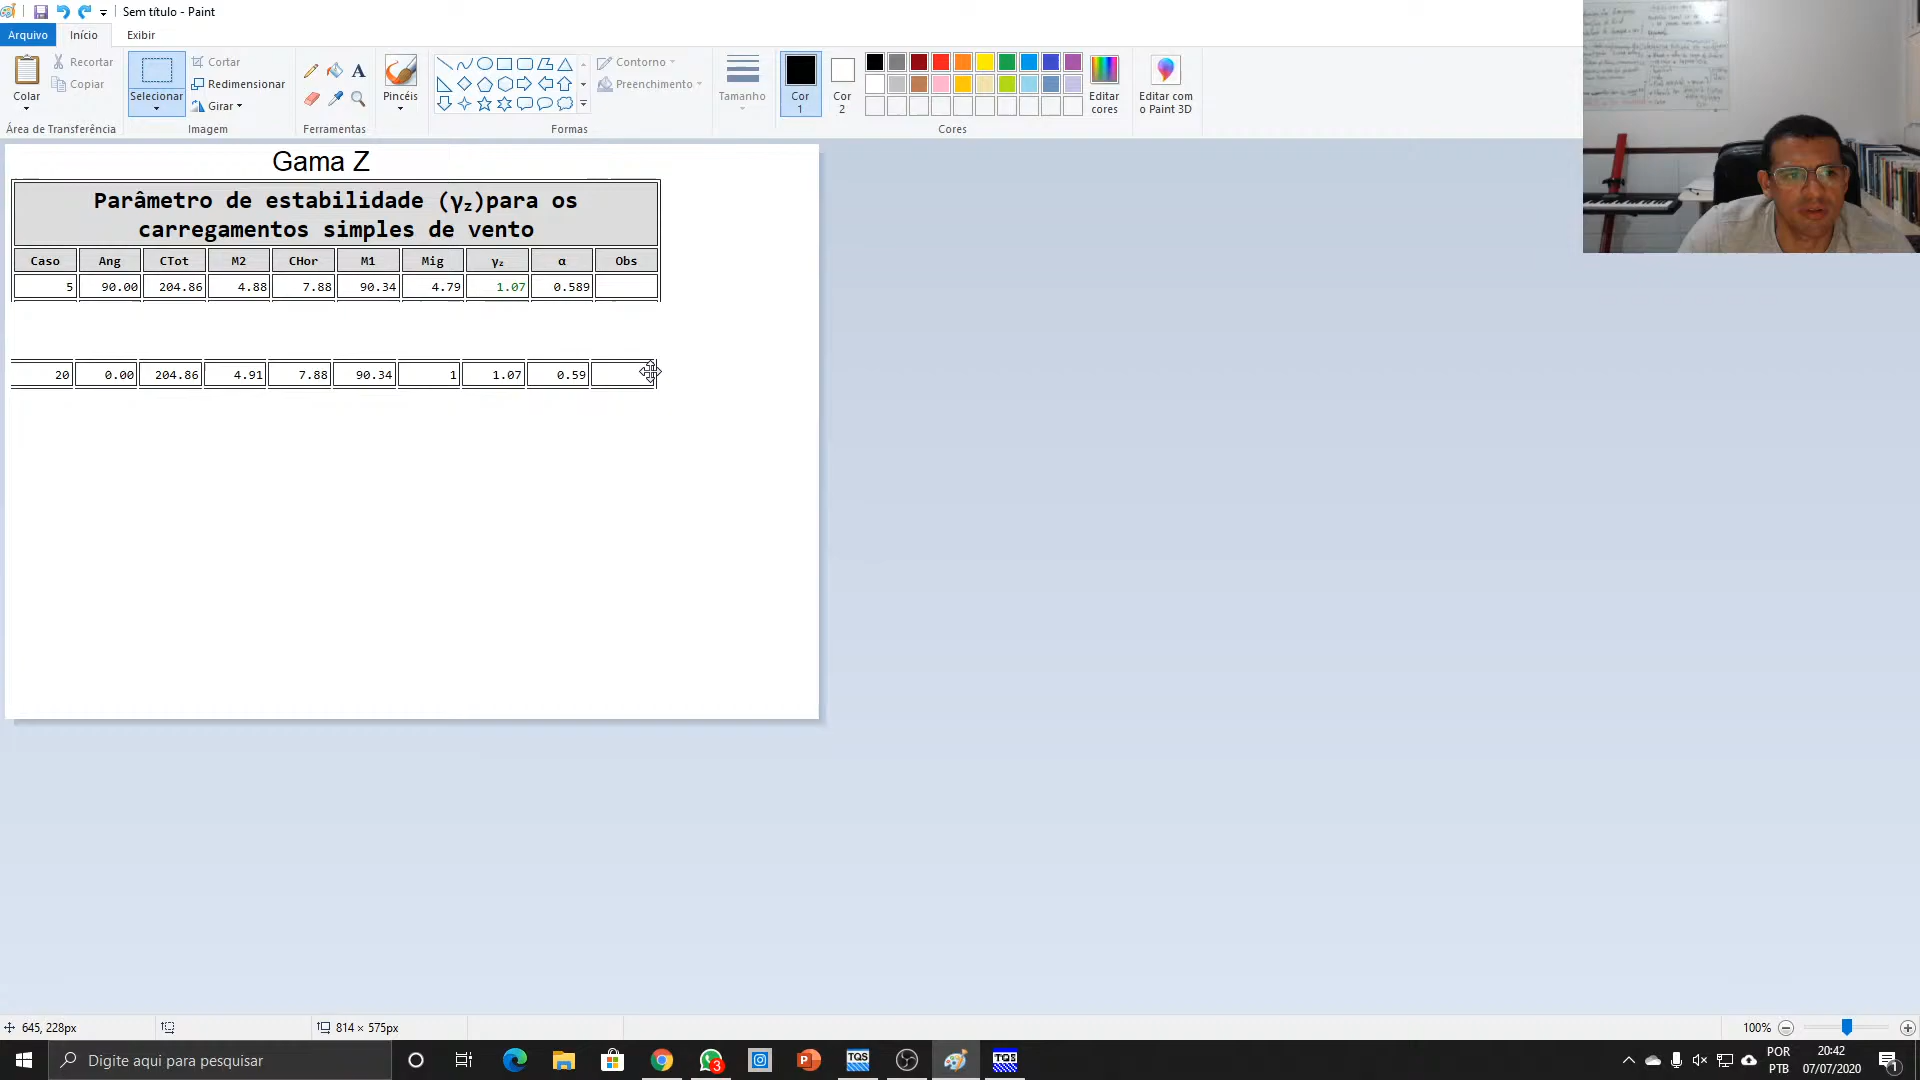 Sem título - Paint
Arquivo Início Exibir
Colar
Recortar
Copiar
Área de Transferência
Selecionar
Cortar
Redimensionar
Girar
Imagem
A
Ferramentas
Pincéis
Contorno
Preenchimento
Formas
Tamanho
Cor 1
Cor 2
Cores
Editar cores
Editar com o Paint 3D
Gama Z
Parâmetro de estabilidade (γz)para os
carregamentos simples de vento
Caso Ang CTot M2 CHor M1 Mig γz α Obs
5 90.00 204.86 4.88 7.88 90.34 4.79 1.07 0.589
20 0.00 204.86 4.91 7.88 90.34 1 1.07 0.59
645, 228px
814 × 575px
100%
Digite aqui para pesquisar
3
P
TQS
TQS
POR
PTB
20:42
07/07/2020
1